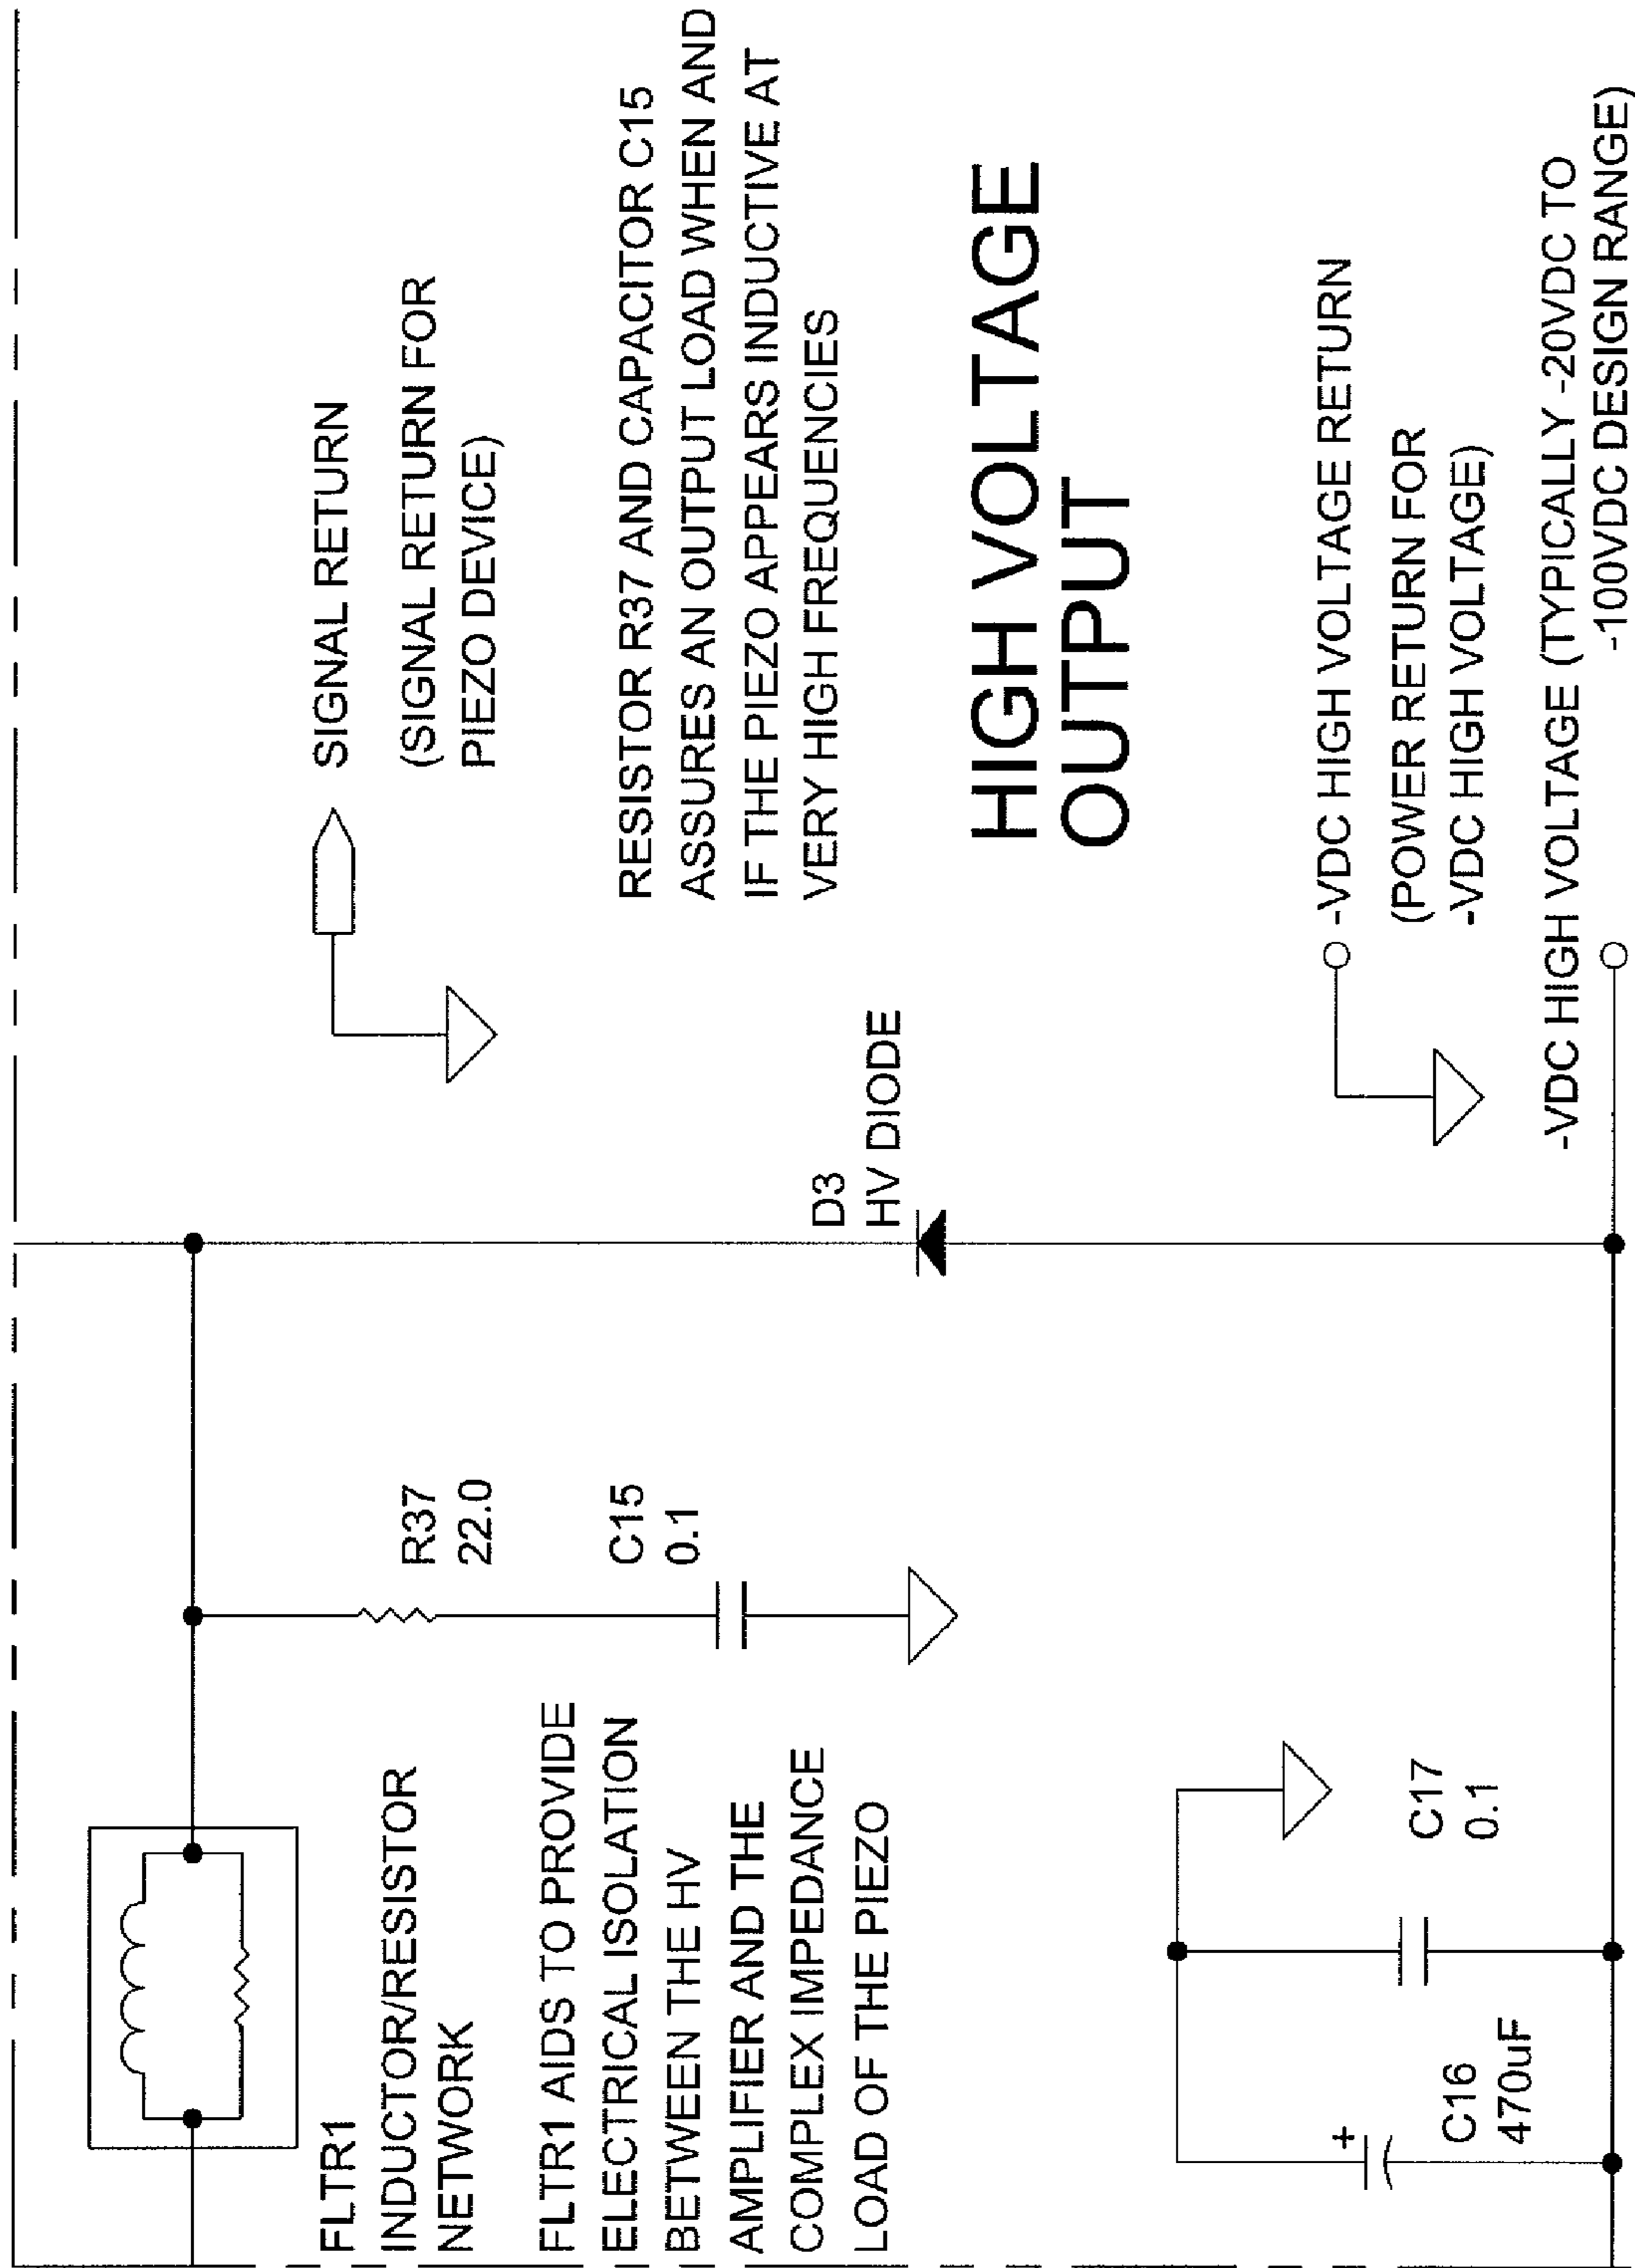 FLTR1
INDUCTOR/RESISTOR
NETWORK
FLTR1 AIDS TO PROVIDE
ELECTRICAL ISOLATION
BETWEEN THE HV
AMPLIFIER AND THE
COMPLEX IMPEDANCE
LOAD OF THE PIEZO
R37
22.0
C15
0.1
SIGNAL RETURN
(SIGNAL RETURN FOR
PIEZO DEVICE)
RESISTOR R37 AND CAPACITOR C15
ASSURES AN OUTPUT LOAD WHEN AND
IF THE PIEZO APPEARS INDUCTIVE AT
VERY HIGH FREQUENCIES
D3
HV DIODE
HIGH VOLTAGE
OUTPUT
+
C16
470uF
C17
0.1
-VDC HIGH VOLTAGE RETURN
(POWER RETURN FOR
-VDC HIGH VOLTAGE)
-VDC HIGH VOLTAGE (TYPICALLY -20VDC TO
-100VDC DESIGN RANGE)